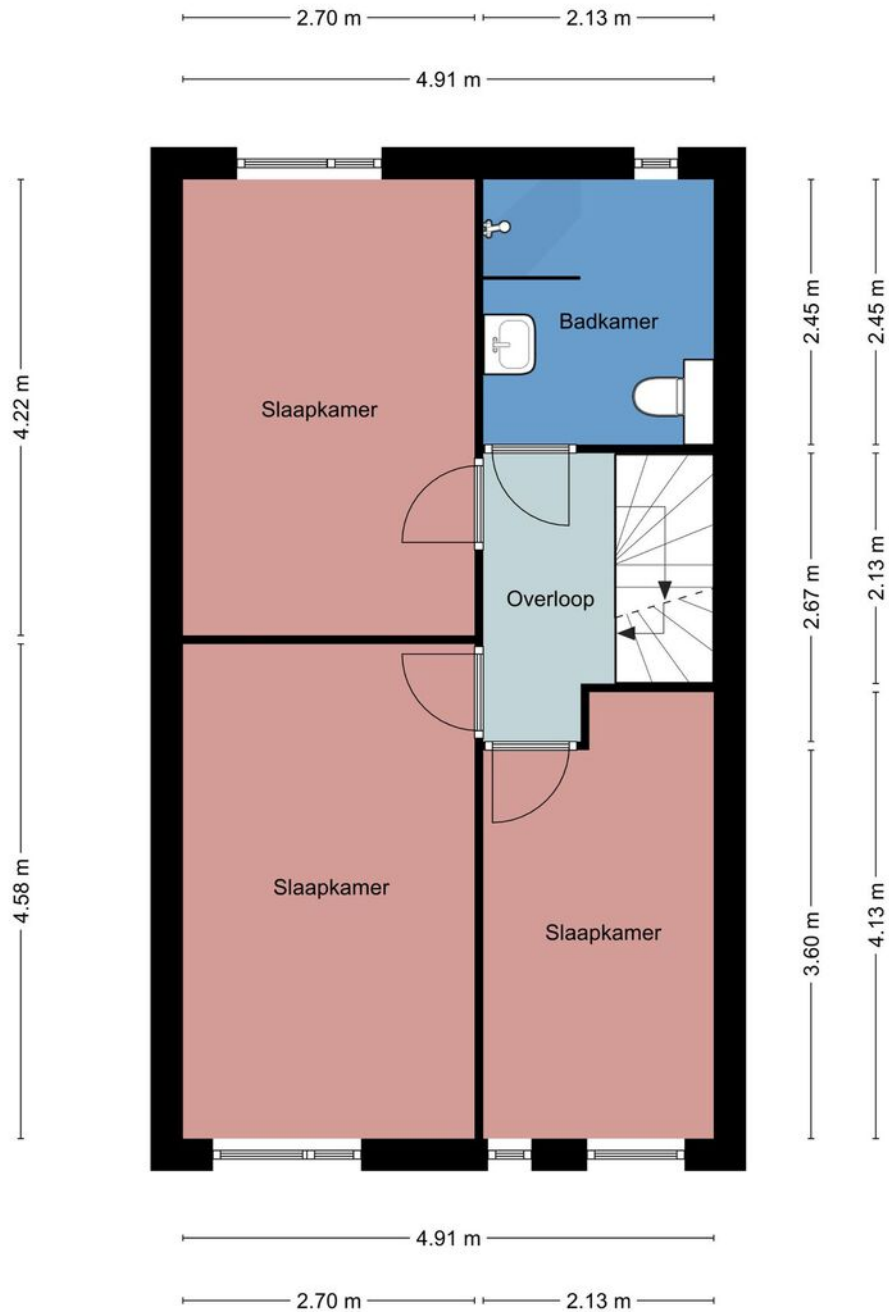 2.70 m
2.13 m
4.91 m
4.22 m
4.58 m
Slaapkamer
Badkamer
Overloop
Slaapkamer
Slaapkamer
2.45 m
2.45 m
2.67 m
2.13 m
3.60 m
4.13 m
4.91 m
2.70 m
2.13 m